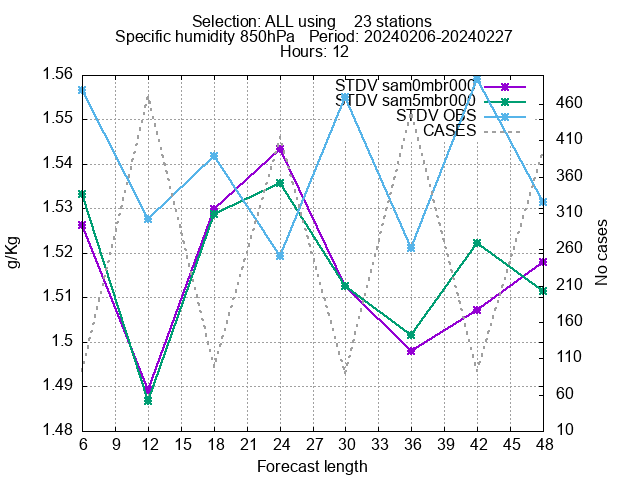 Selection: ALL using    23 stations
Specific humidity 850hPa   Period: 20240206-20240227
Hours: 12
STDV sam0mbr000
STDV sam5mbr000
STDV OBS
CASES
1.56
1.55
1.54
1.53
1.52
1.51
1.5
1.49
1.48
g/Kg
460
410
360
310
260
210
160
110
60
10
No cases
6 9 12 15 18 21 24 27 30 33 36 39 42 45 48
Forecast length